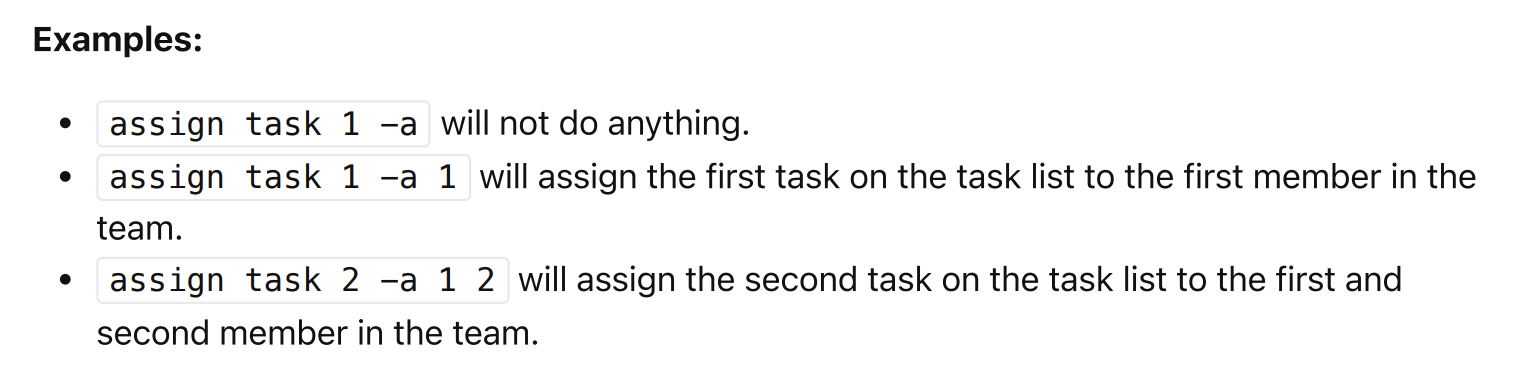 Examples:
• assign task 1 –a will not do anything.
• assign task 1 –a 1 will assign the first task on the task list to the first member in the
team.
• assign task 2 –a 1 2 will assign the second task on the task list to the first and
second member in the team.